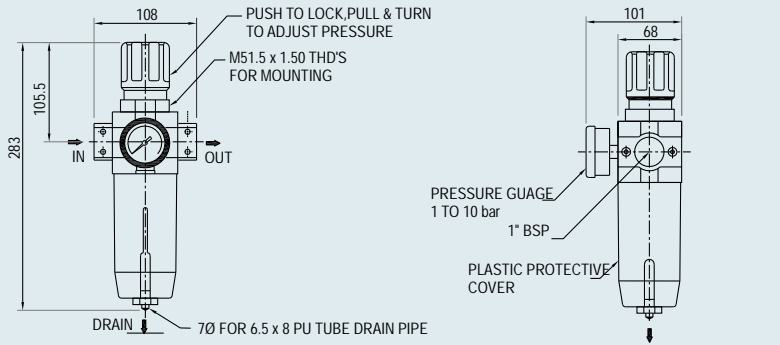 108
PUSH TO LOCK,PULL & TURN
TO ADJUST PRESSURE
M51.5 x 1.50 THD'S
FOR MOUNTING
105.5
283
IN
OUT
DRAIN
7Ø FOR 6.5 x 8 PU TUBE DRAIN PIPE
101
68
PRESSURE GUAGE
1 TO 10 bar
1" BSP
PLASTIC PROTECTIVE
COVER